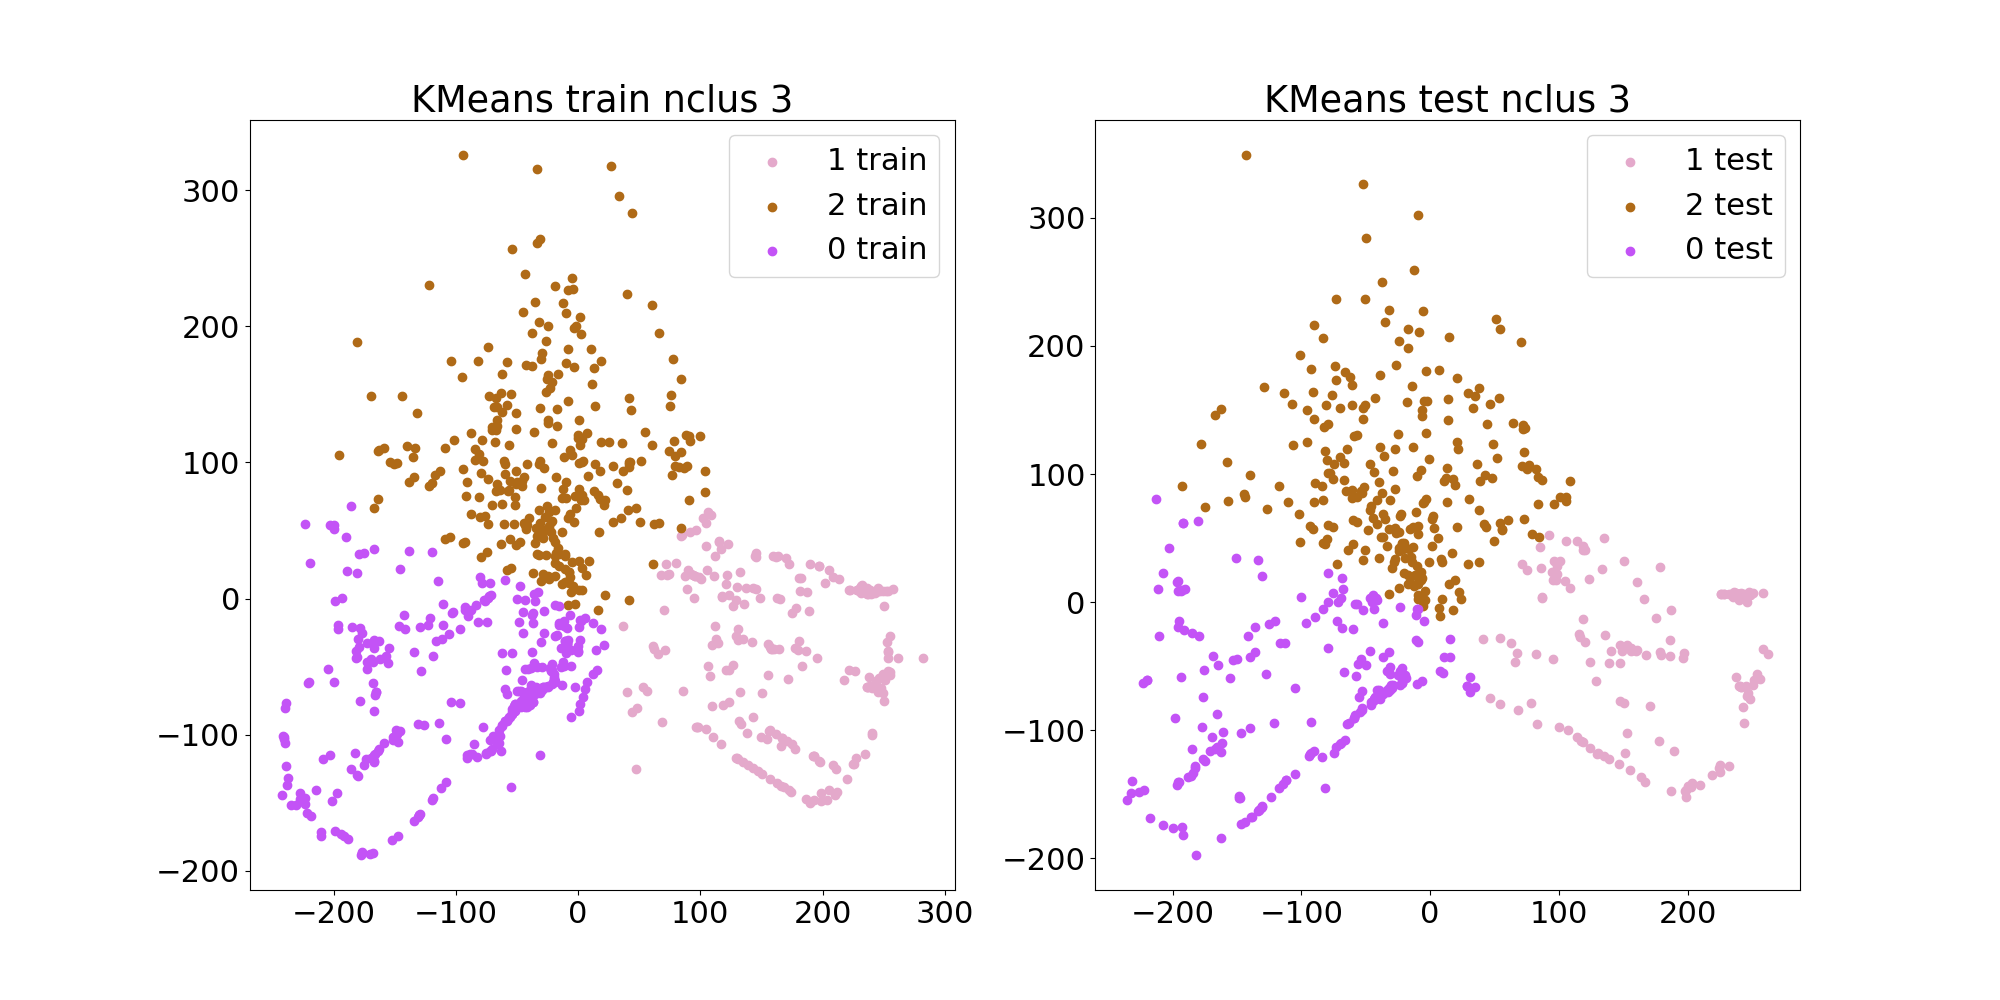 KMeans train nclus 3
1 train
2 train
0 train
300
200
100
0
−100
−200
−200 −100 0 100 200 300
KMeans test nclus 3
1 test
2 test
0 test
300
200
100
0
−100
−200
−200 −100 0 100 200